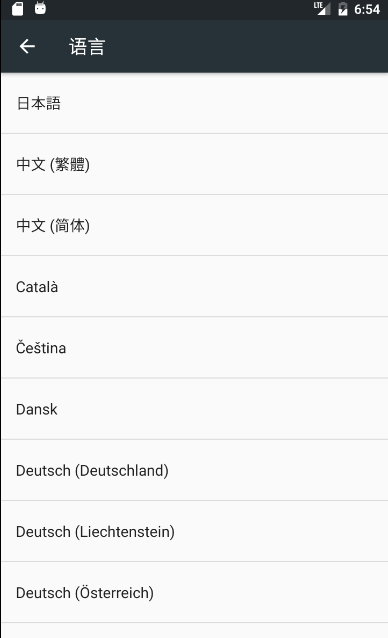 LTE 6:54
语言
日本語
中文 (繁體)
中文 (简体)
Català
Čeština
Dansk
Deutsch (Deutschland)
Deutsch (Liechtenstein)
Deutsch (Österreich)